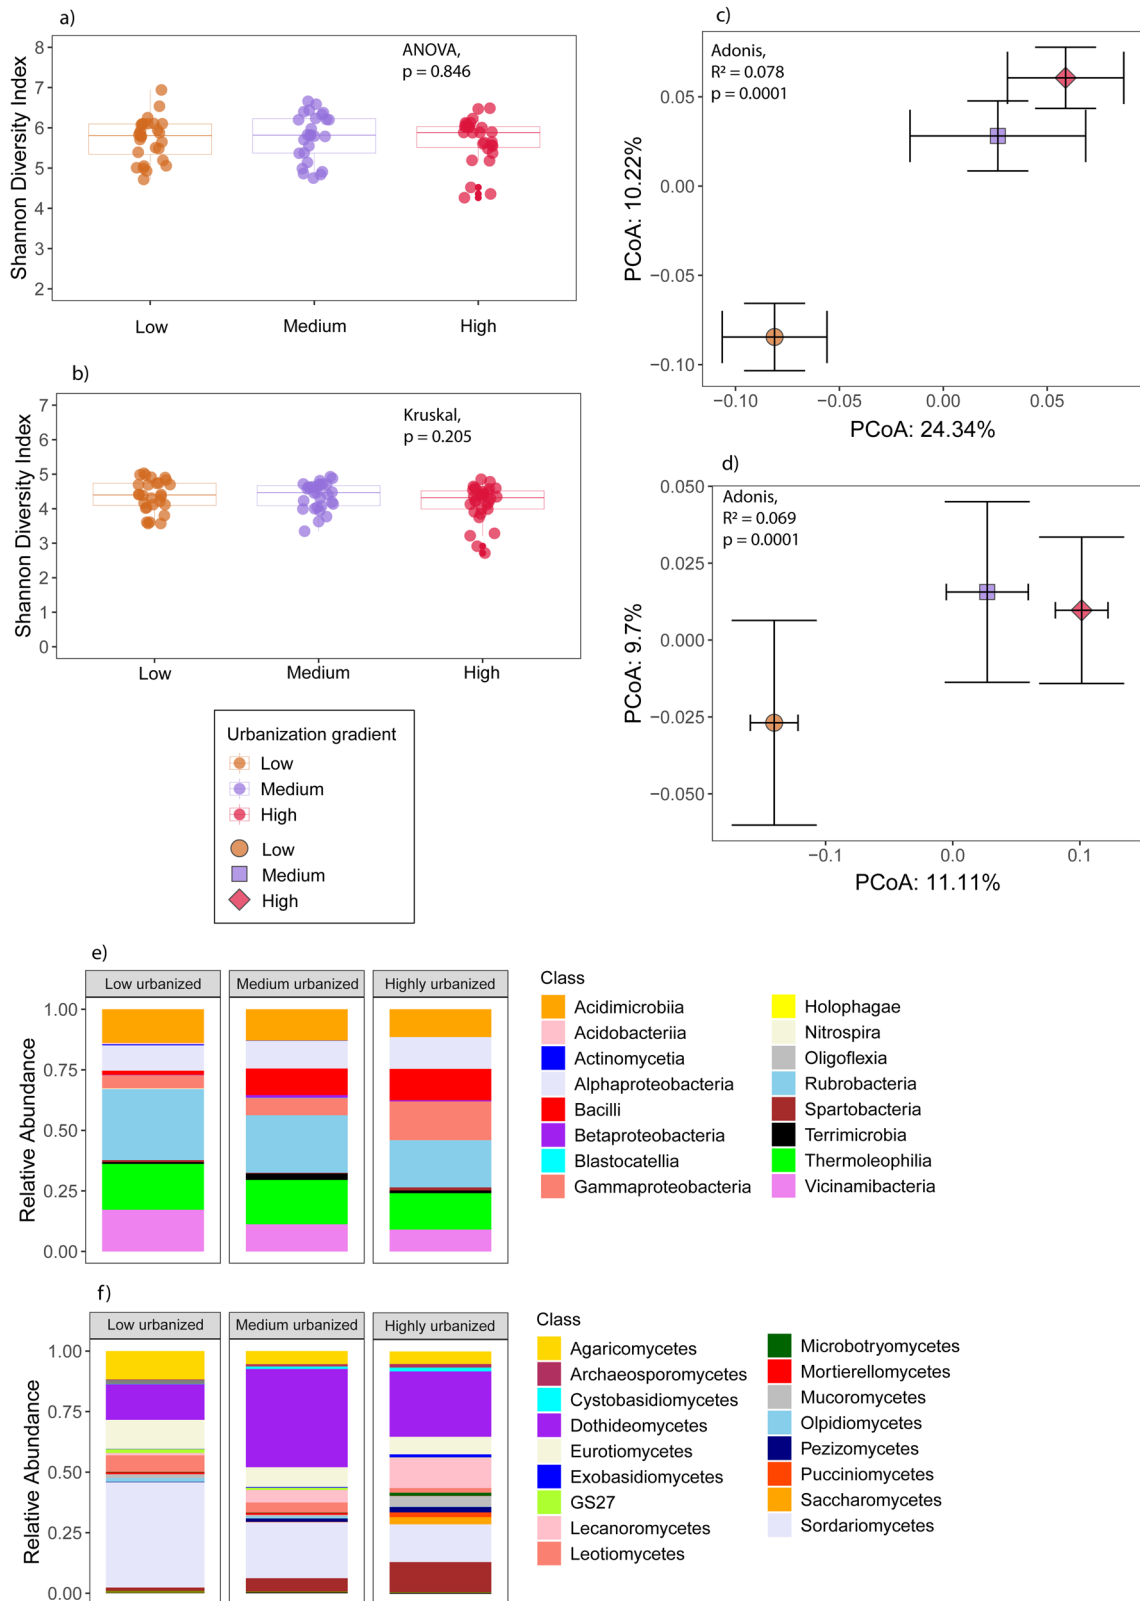 a)
Shannon Diversity Index
8
7
6
5
4
3
2
ANOVA,
p = 0.846
Low
Medium
High
b)
Shannon Diversity Index
7
6
5
4
3
2
1
0
Kruskal,
p = 0.205
Low
Medium
High
Urbanization gradient
Low
Medium
High
Low
Medium
High
c)
Adonis,
R² = 0.078
p = 0.0001
PCoA: 10.22%
0.05
0.00
−0.05
−0.10
−0.10
−0.05
0.00
0.05
PCoA: 24.34%
d)
Adonis,
R² = 0.069
p = 0.0001
PCoA: 9.7%
0.050
0.025
0.000
−0.025
−0.050
−0.1
0.0
0.1
PCoA: 11.11%
e)
Low urbanized
Medium urbanized
Highly urbanized
Relative Abundance
1.00
0.75
0.50
0.25
0.00
Class
Acidimicrobiia
Acidobacteriia
Actinomycetia
Alphaproteobacteria
Bacilli
Betaproteobacteria
Blastocatellia
Gammaproteobacteria
Holophagae
Nitrospira
Oligoflexia
Rubrobacteria
Spartobacteria
Terrimicrobia
Thermoleophilia
Vicinamibacteria
f)
Low urbanized
Medium urbanized
Highly urbanized
Relative Abundance
1.00
0.75
0.50
0.25
0.00
Class
Agaricomycetes
Archaeosporomycetes
Cystobasidiomycetes
Dothideomycetes
Eurotiomycetes
Exobasidiomycetes
GS27
Lecanoromycetes
Leotiomycetes
Microbotryomycetes
Mortierellomycetes
Mucoromycetes
Olpidiomycetes
Pezizomycetes
Pucciniomycetes
Saccharomycetes
Sordariomycetes